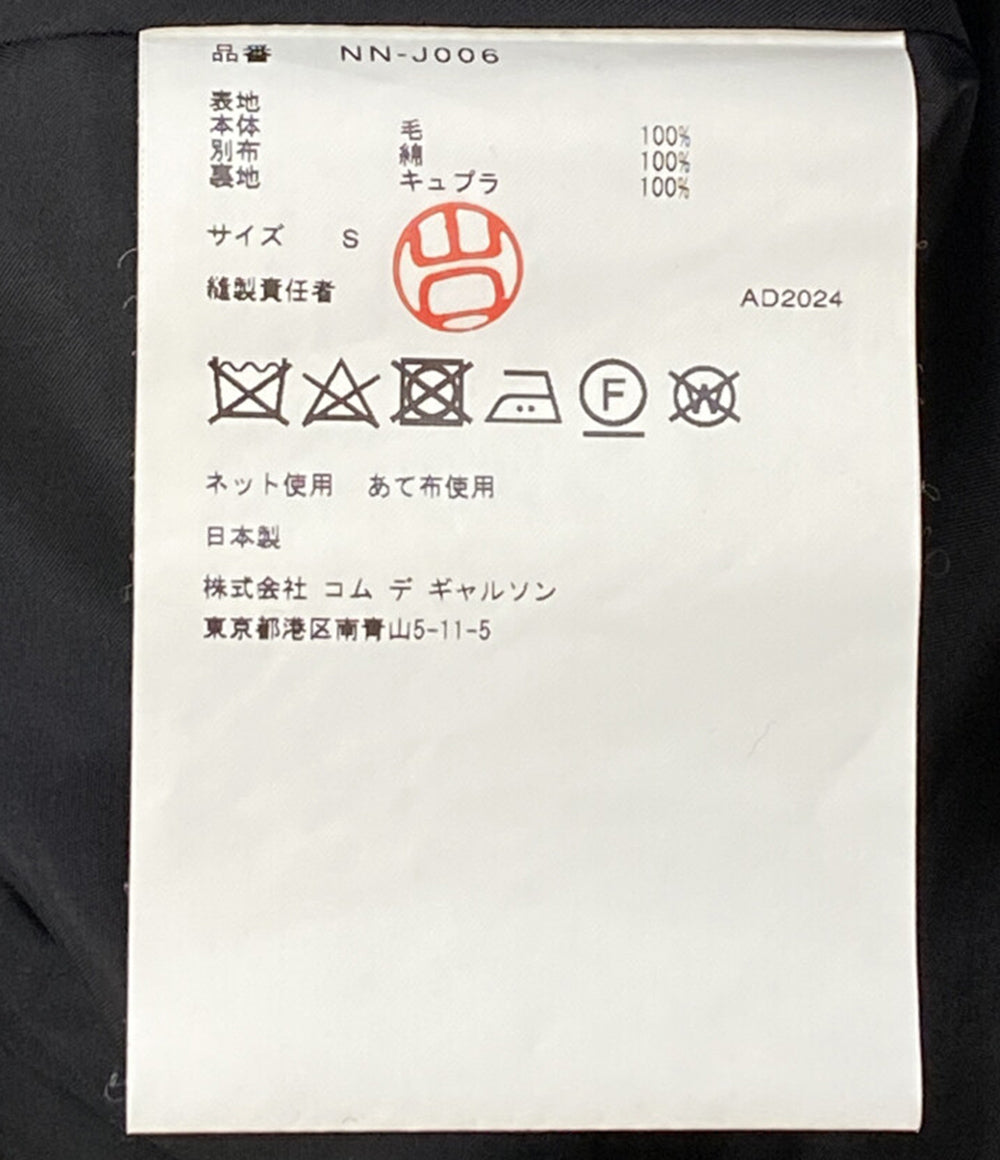 品番 NN-J006
表地
本体 毛 100%
別布 綿 100%
裏地 キュプラ 100%
サイズ S
縫製責任者
AD2024
F
W
ネット使用 あて布使用
日本製
株式会社 コム デ ギャルソン
東京都港区南青山5-11-5